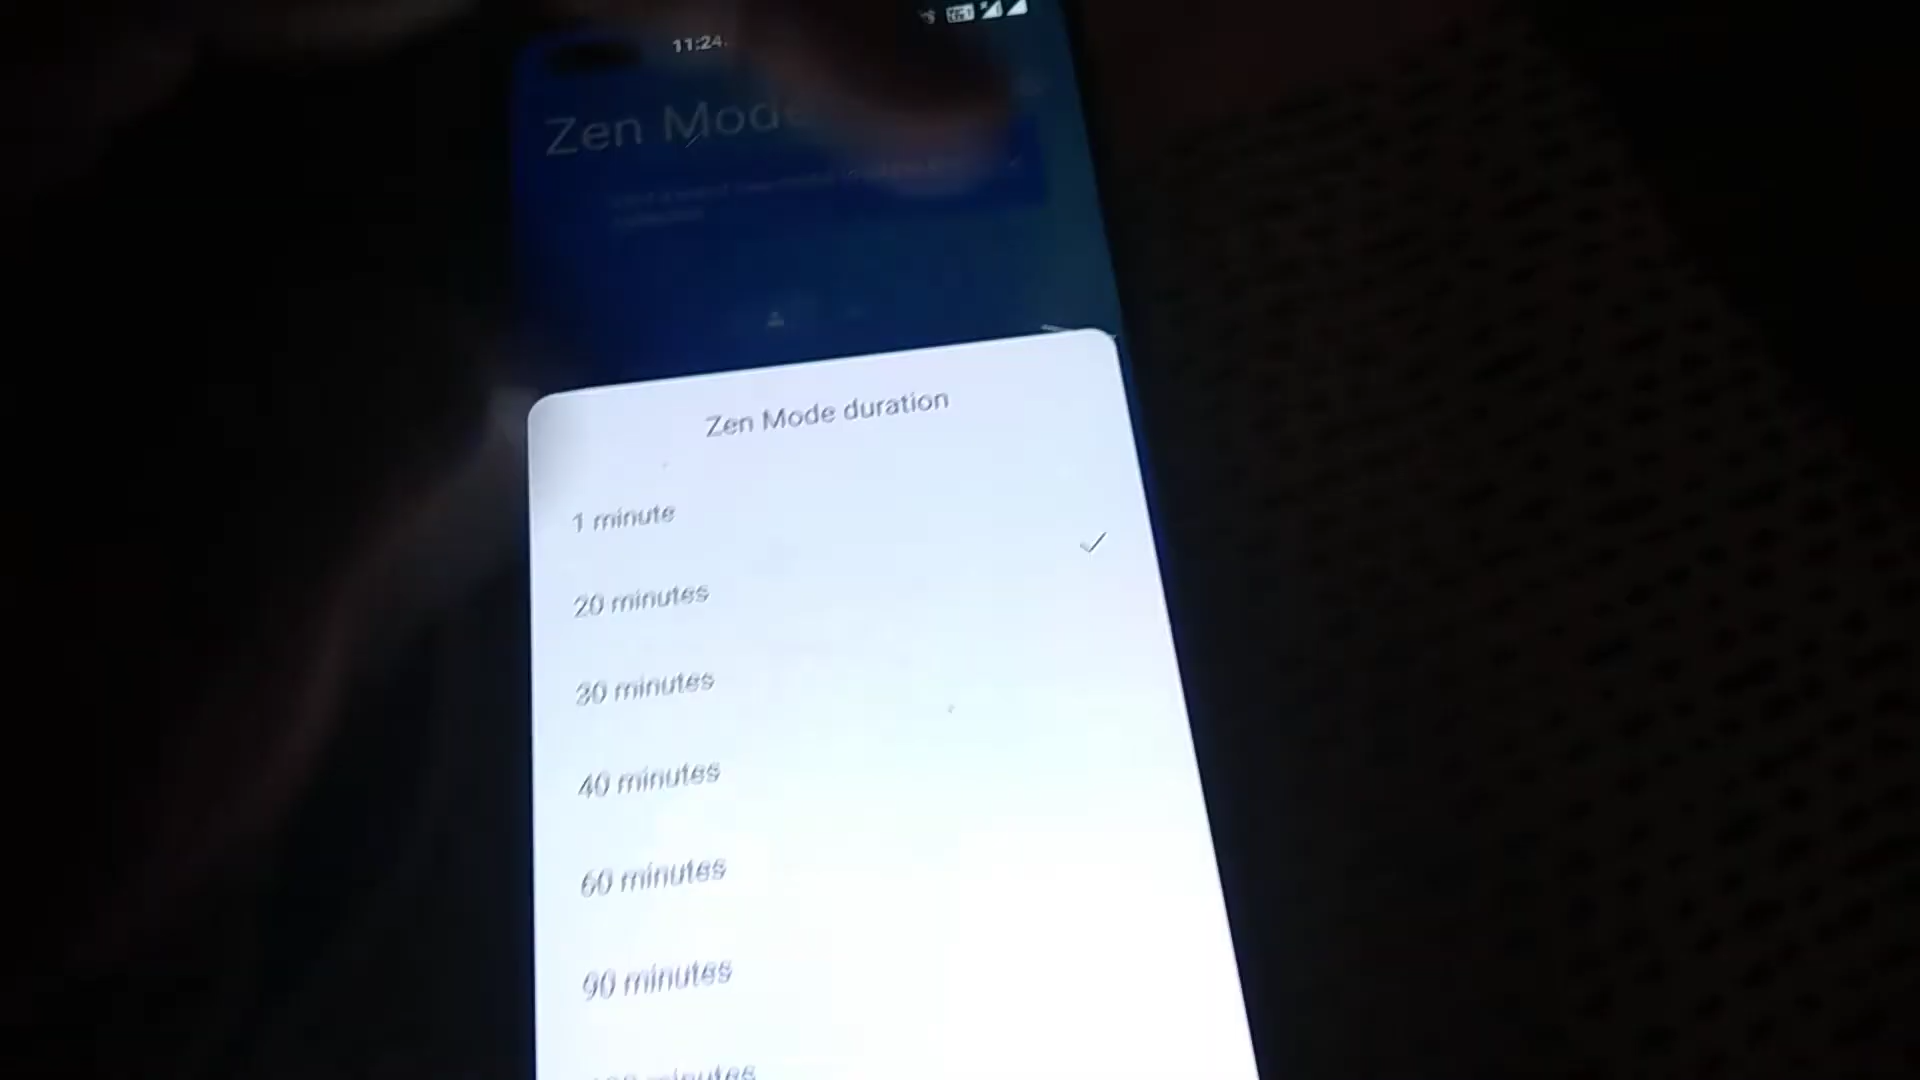 11:24
Zen Mode
Zen Mode duration
1 minute
20 minutes
30 minutes
40 minutes
60 minutes
90 minutes
minutes